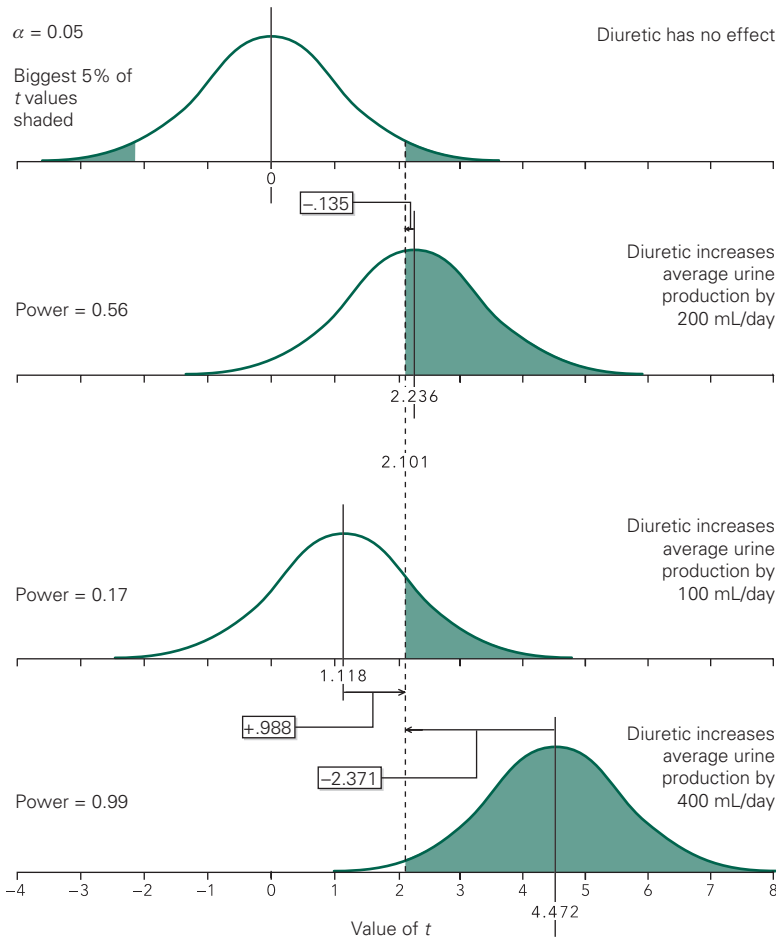 α = 0.05
Diuretic has no effect
Biggest 5% of
t values
shaded
0
–.135
Diuretic increases
average urine
production by
200 mL/day
Power = 0.56
2.236
2.101
Diuretic increases
average urine
production by
100 mL/day
Power = 0.17
1.118
+.988
Diuretic increases
average urine
production by
400 mL/day
–2.371
Power = 0.99
–4 –3 –2 –1 0 1 2 3 4 5 6 7 8
4.472
Value of t